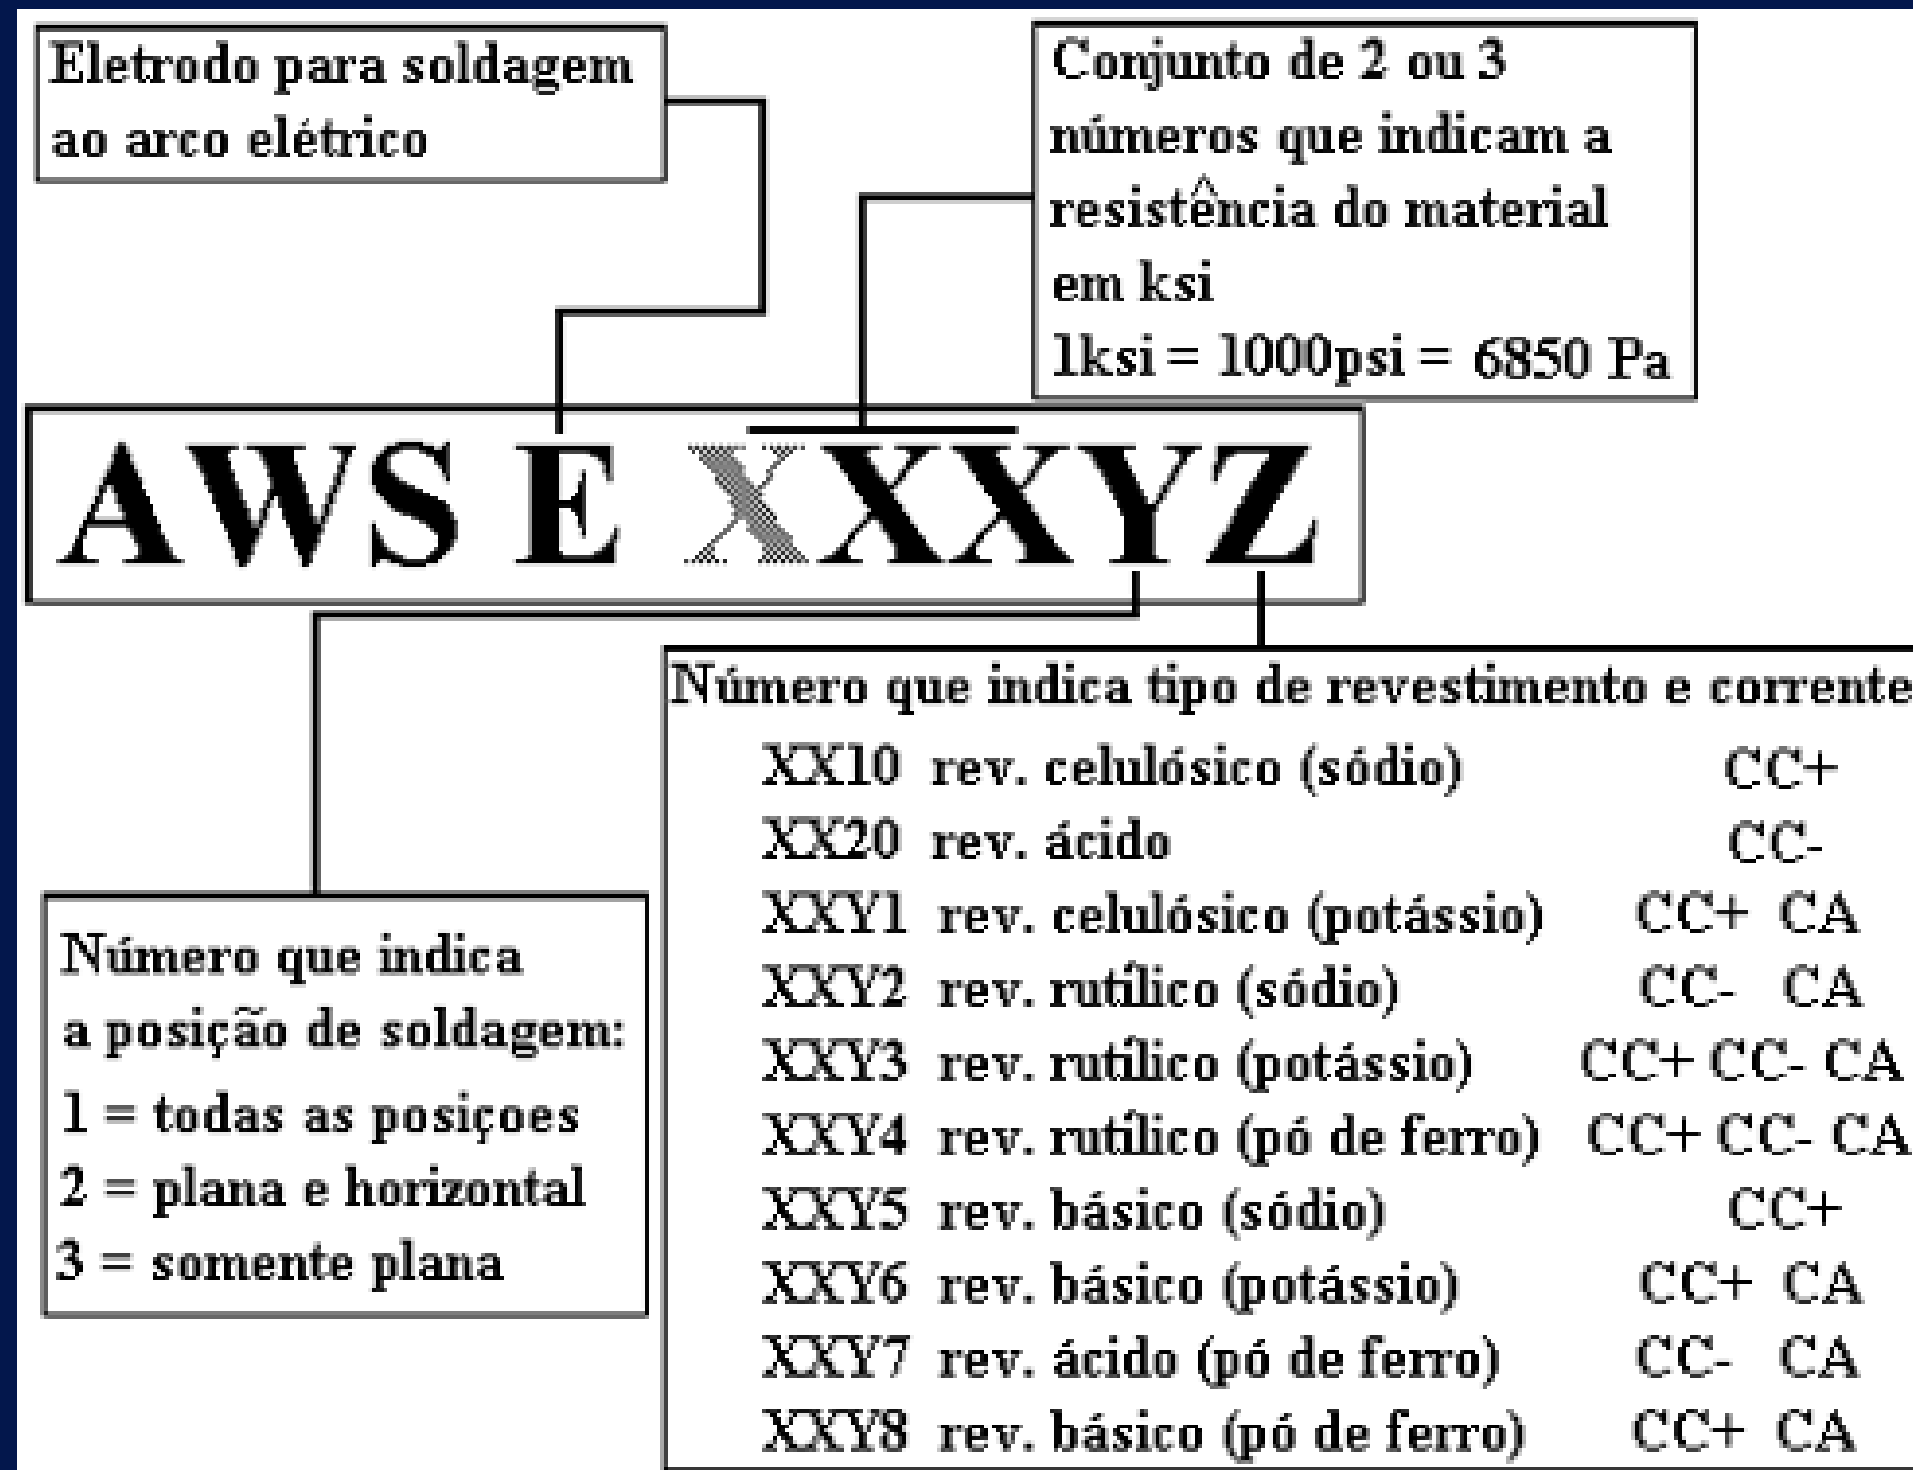 Eletrodo para soldagem
ao arco elétrico
Conjunto de 2 ou 3
números que indicam a
resistência do material
em ksi
1ksi = 1000psi = 6850 Pa
AWS E XXXYZ
Número que indica
a posição de soldagem:
1 = todas as posiçoes
2 = plana e horizontal
3 = somente plana
Número que indica tipo de revestimento e corrente
XX10 rev. celulósico (sódio) CC+
XX20 rev. ácido CC-
XXY1 rev. celulósico (potássio) CC+ CA
XXY2 rev. rutílico (sódio) CC- CA
XXY3 rev. rutílico (potássio) CC+ CC- CA
XXY4 rev. rutílico (pó de ferro) CC+ CC- CA
XXY5 rev. básico (sódio) CC+
XXY6 rev. básico (potássio) CC+ CA
XXY7 rev. ácido (pó de ferro) CC- CA
XXY8 rev. básico (pó de ferro) CC+ CA